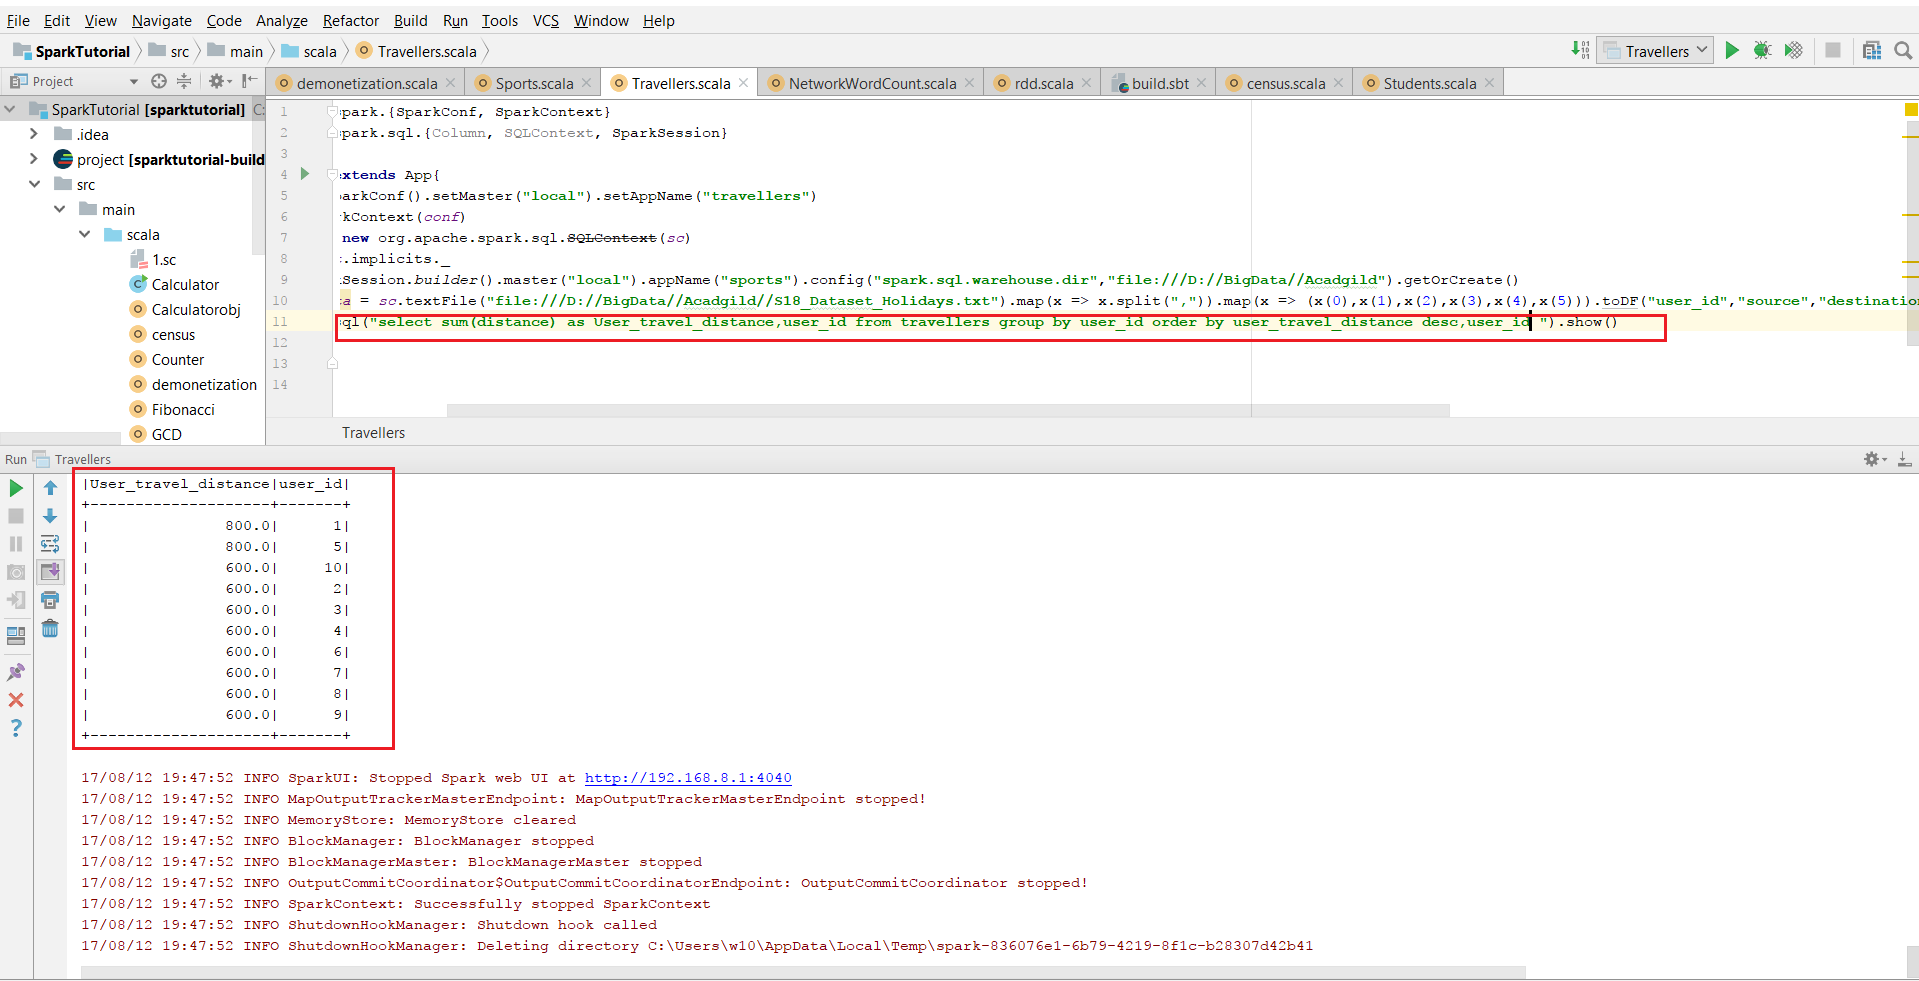 File Edit View Navigate Code Analyze Refactor Build Run Tools VCS Window Help
SparkTutorial src main scala Travellers.scala Travellers
Project demonetization.scala Sports.scala Travellers.scala NetworkWordCount.scala rdd.scala build.sbt census.scala Students.scala
SparkTutorial [sparktutorial] C:
.idea
project [sparktutorial-build
src
main
scala
1.sc
Calculator
Calculatorobj
census
Counter
demonetization
Fibonacci
GCD
1 park.{SparkConf, SparkContext}
2 park.sql.{Column, SQLContext, SparkSession}
3
4 extends App{
5 arkConf().setMaster("local").setAppName("travellers")
6 kContext(conf)
7 new org.apache.spark.sql.SQLContext(sc)
8 .implicits._
9 Session.builder().master("local").appName("sports").config("spark.sql.warehouse.dir","file:///D://BigData//Acadgild").getOrCreate()
10 a = sc.textFile("file:///D://BigData//Acadgild//S18_Dataset_Holidays.txt").map(x => x.split(",")).map(x => (x(0),x(1),x(2),x(3),x(4),x(5))).toDF("user_id","source","destination
11 ql("select sum(distance) as User_travel_distance,user_id from travellers group by user_id order by user_travel_distance desc,user_id ").show()
12
13
14
Travellers
Run Travellers
|User_travel_distance|user_id|
+--------------------+-------+
| 800.0| 1|
| 800.0| 5|
| 600.0| 10|
| 600.0| 2|
| 600.0| 3|
| 600.0| 4|
| 600.0| 6|
| 600.0| 7|
| 600.0| 8|
| 600.0| 9|
+--------------------+-------+
17/08/12 19:47:52 INFO SparkUI: Stopped Spark web UI at http://192.168.8.1:4040
17/08/12 19:47:52 INFO MapOutputTrackerMasterEndpoint: MapOutputTrackerMasterEndpoint stopped!
17/08/12 19:47:52 INFO MemoryStore: MemoryStore cleared
17/08/12 19:47:52 INFO BlockManager: BlockManager stopped
17/08/12 19:47:52 INFO BlockManagerMaster: BlockManagerMaster stopped
17/08/12 19:47:52 INFO OutputCommitCoordinator$OutputCommitCoordinatorEndpoint: OutputCommitCoordinator stopped!
17/08/12 19:47:52 INFO SparkContext: Successfully stopped SparkContext
17/08/12 19:47:52 INFO ShutdownHookManager: Shutdown hook called
17/08/12 19:47:52 INFO ShutdownHookManager: Deleting directory C:\Users\w10\AppData\Local\Temp\spark-836076e1-6b79-4219-8f1c-b28307d42b41